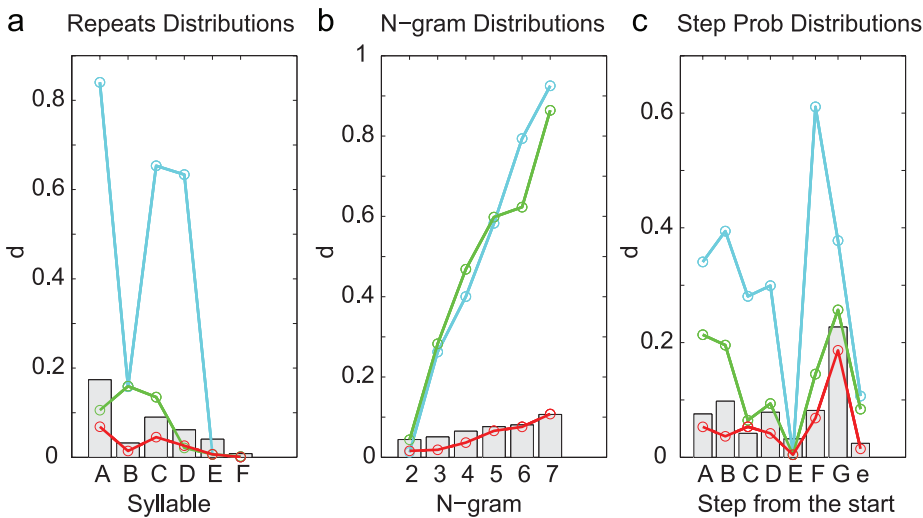 a Repeats Distributions
0.8
0.6
0.4
0.2
0
d
A B C D E F
Syllable
b N−gram Distributions
1
0.8
0.6
0.4
0.2
0
d
2 3 4 5 6 7
N−gram
c Step Prob Distributions
0.6
0.4
0.2
0
d
A B C D E F G e
Step from the start